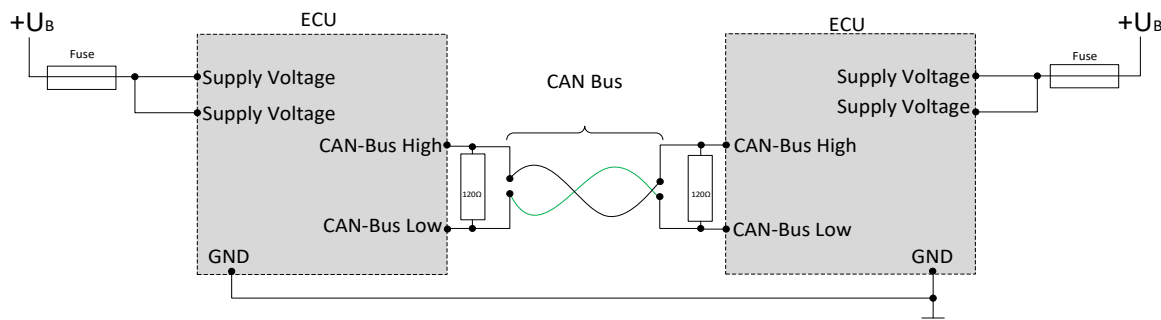 ECU
ECU
+UB
+UB
Fuse
Fuse
Supply Voltage
Supply Voltage
CAN Bus
Supply Voltage
Supply Voltage
CAN-Bus High
CAN-Bus High
120Ω
120Ω
CAN-Bus Low
CAN-Bus Low
GND
GND